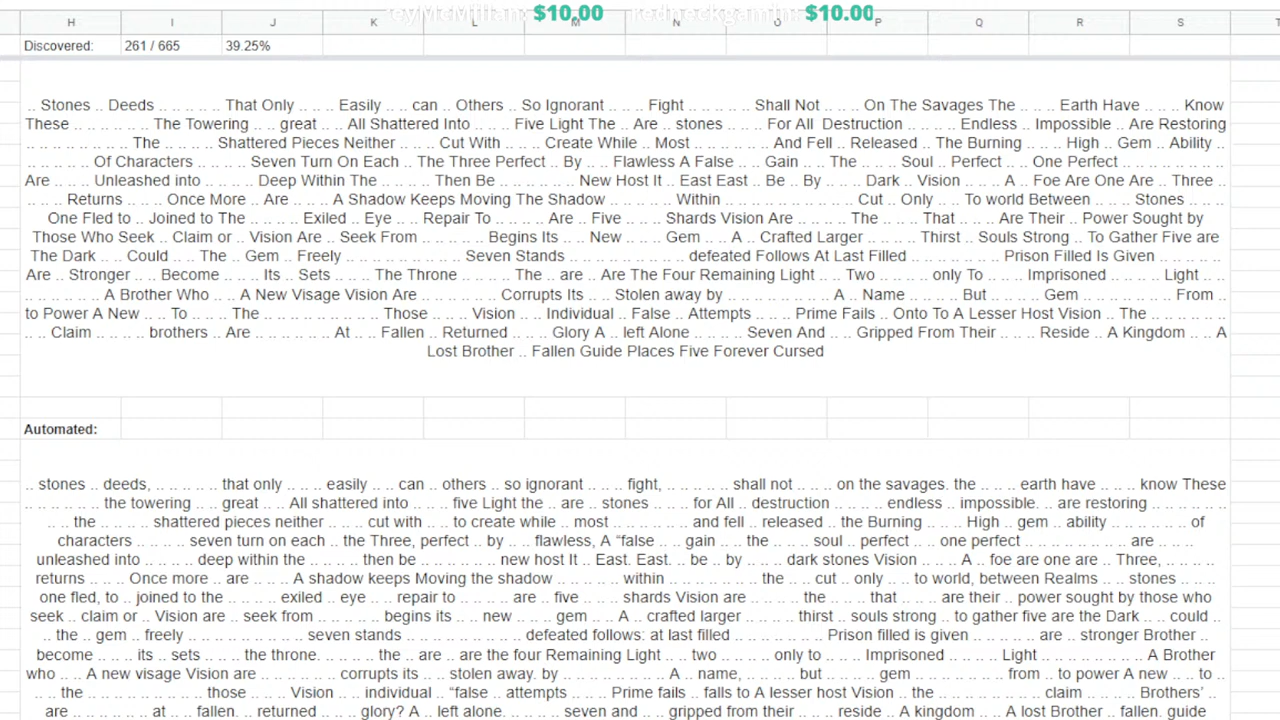 eyMcMillan: $10.00 redneckgamin: $10.00
H I J K L M N O P Q R S
Discovered: 261 / 665 39.25%
.. Stones .. Deeds .. .. .. .. .. That Only .. .. .. Easily .. .. can .. Others .. So Ignorant .. .. .. Fight .. .. .. .. .. Shall Not .. .. .. On The Savages The .. .. .. Earth Have .. .. .. Know
These .. .. .. .. .. .. The Towering .. .. great .. .. All Shattered Into .. .. .. Five Light The .. Are .. stones .. .. .. For All Destruction .. .. .. .. Endless .. Impossible .. Are Restoring
.. .. .. .. .. .. .. The .. .. .. .. Shattered Pieces Neither .. .. .. Cut With .. .. .. Create While .. Most .. .. .. .. .. And Fell .. Released .. The Burning .. .. .. High .. Gem .. Ability ..
.. .. .. .. .. Of Characters .. .. .. .. Seven Turn On Each .. The Three Perfect .. By .. .. Flawless A False .. .. Gain .. .. The .. .. Soul .. Perfect .. .. One Perfect .. .. .. .. .. .. ..
Are .. .. .. Unleashed into .. .. .. .. Deep Within The .. .. .. .. Then Be .. .. .. .. .. .. New Host It .. East East .. Be .. By .. .. .. Dark .. Vision .. .. .. A .. Foe Are One Are .. Three ..
.. .. .. Returns .. .. .. Once More .. Are .. .. .. A Shadow Keeps Moving The Shadow .. .. .. .. .. .. Within .. .. .. .. .. .. .. Cut .. Only .. .. To world Between .. .. .. Stones .. ..
One Fled to .. Joined to The .. .. .. .. Exiled .. Eye .. .. Repair To .. .. .. .. Are .. Five .. .. Shards Vision Are .. .. .. .. The .. .. .. That .. .. .. Are Their .. Power Sought by
Those Who Seek .. Claim or .. Vision Are .. Seek From .. .. .. .. .. Begins Its .. .. New .. .. .. Gem .. A .. Crafted Larger .. .. .. .. Thirst .. Souls Strong .. To Gather Five are
The Dark .. .. Could .. .. The .. Gem .. Freely .. .. .. .. .. .. .. .. Seven Stands .. .. .. .. .. .. .. .. defeated Follows At Last Filled .. .. .. .. .. .. .. Prison Filled Is Given .. .. .. .. ..
Are .. .. Stronger .. .. Become .. .. .. Its .. Sets .. .. .. The Throne .. .. .. .. The .. are .. Are The Four Remaining Light .. .. Two .. .. .. .. only To .. .. .. Imprisoned .. .. .. .. Light .. ..
.. .. .. .. .. .. A Brother Who .. .. A New Visage Vision Are .. .. .. .. .. .. Corrupts Its .. .. Stolen away by .. .. .. .. .. .. .. .. A .. Name .. .. .. .. But .. .. .. .. Gem .. .. .. .. .. .. From ..
to Power A New .. .. To .. .. .. The .. .. .. .. .. .. .. .. Those .. .. .. Vision .. Individual .. False .. Attempts .. .. .. Prime Fails .. Onto To A Lesser Host Vision .. The .. .. .. .. ..
.. .. Claim .. .. .. .. brothers .. Are .. .. .. .. .. At .. Fallen .. Returned .. .. .. Glory A .. left Alone .. .. .. .. .. Seven And .. .. Gripped From Their .. .. .. Reside .. A Kingdom .. .. A
Lost Brother .. Fallen Guide Places Five Forever Cursed
Automated:
.. stones .. deeds, .. .. .. .. .. that only .. .. .. easily .. .. can .. others .. so ignorant .. .. .. fight, .. .. .. .. .. shall not .. .. .. on the savages. the .. .. .. earth have .. .. .. know These
.. .. .. .. .. .. the towering .. .. great .. .. All shattered into .. .. .. five Light the .. are .. stones .. .. .. for All .. destruction .. .. .. .. endless .. impossible. .. are restoring
.. .. .. the .. .. .. .. shattered pieces neither .. .. .. cut with .. .. to create while .. most .. .. .. .. .. and fell .. released .. the Burning .. .. .. High .. gem .. ability .. .. .. .. .. .. of
characters .. .. .. .. seven turn on each .. the Three, perfect .. by .. .. flawless, A “false .. .. gain .. .. the .. .. soul .. perfect .. .. one perfect .. .. .. .. .. .. .. .. are .. .. ..
unleashed into .. .. .. .. deep within the .. .. .. .. then be .. .. .. .. .. .. new host It .. East. East. .. be .. by .. .. .. dark stones Vision .. .. .. A .. foe are one are .. Three, .. .. .. ..
returns .. .. .. Once more .. are .. .. .. A shadow keeps Moving the shadow .. .. .. .. .. .. within .. .. .. .. .. .. .. the .. cut .. only .. .. to world, between Realms .. .. stones .. .. ..
one fled, to .. joined to the .. .. .. .. exiled .. eye .. .. repair to .. .. .. .. are .. five .. .. shards Vision are .. .. .. .. the .. .. .. that .. .. .. are their .. power sought by those who
seek .. claim or .. Vision are .. seek from .. .. .. .. .. begins its .. .. new .. .. .. gem .. A .. crafted larger .. .. .. .. thirst .. souls strong .. to gather five are the Dark .. .. could ..
.. the .. gem .. freely .. .. .. .. .. .. .. .. seven stands .. .. .. .. .. .. .. .. defeated follows: at last filled .. .. .. .. .. .. .. Prison filled is given .. .. .. .. .. are .. stronger Brother ..
become .. .. .. its .. sets .. .. .. the throne. .. .. .. .. the .. are .. are the four Remaining Light .. .. two .. .. .. .. only to .. .. .. Imprisoned .. .. .. .. Light .. .. .. .. .. .. .. .. A Brother
who .. .. A new visage Vision are .. .. .. .. .. .. corrupts its .. .. stolen away. by .. .. .. .. .. .. .. .. A .. name, .. .. .. .. but .. .. .. .. gem .. .. .. .. .. .. from .. .. to power A new .. .. to ..
.. .. the .. .. .. .. .. .. .. .. those .. .. .. Vision .. individual .. “false .. attempts .. .. .. Prime fails .. falls to A lesser host Vision .. the .. .. .. .. .. .. .. claim .. .. .. .. Brothers’ ..
are .. .. .. .. .. at .. fallen. .. returned .. .. .. glory? A .. left alone. .. .. .. .. .. seven and .. .. gripped from their .. .. .. reside .. A kingdom .. .. A lost Brother .. fallen. guide